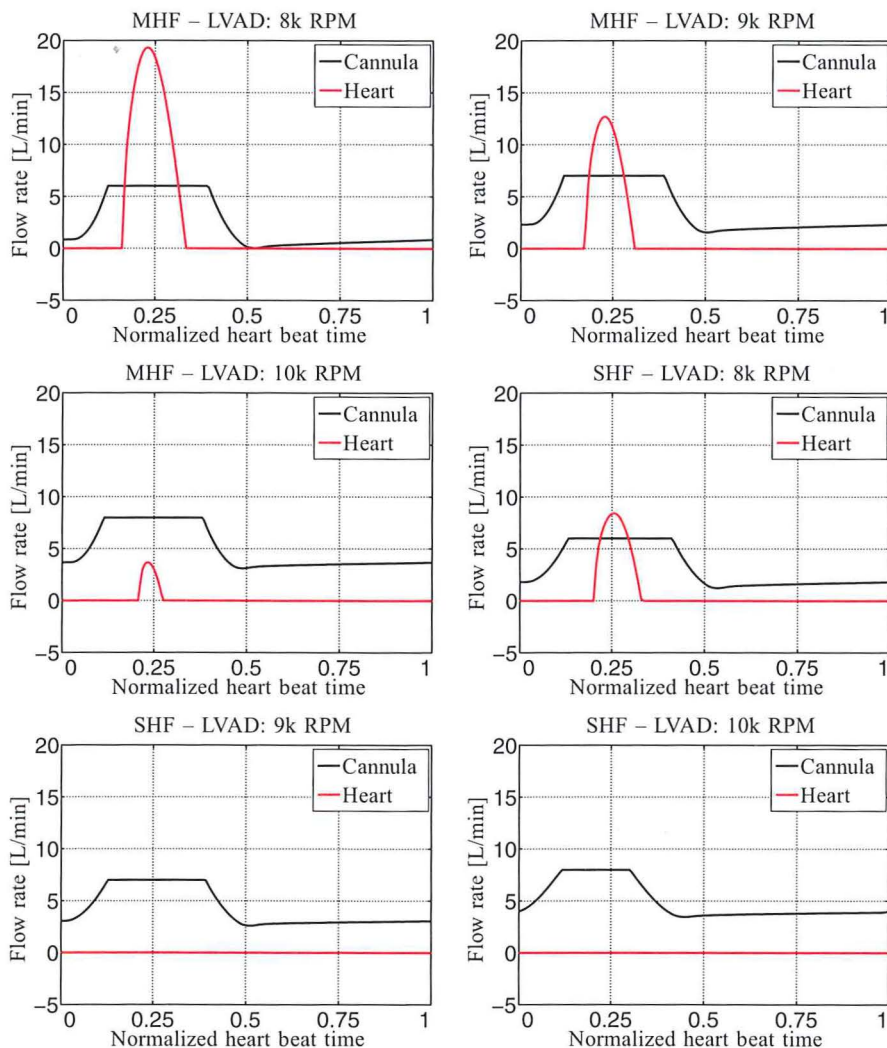 MHF – LVAD: 8k RPM
20
15
10
5
0
−5
Flow rate [L/min]
Cannula
Heart
0 0.25 0.5 0.75 1
Normalized heart beat time
MHF – LVAD: 9k RPM
20
15
10
5
0
−5
Flow rate [L/min]
Cannula
Heart
0 0.25 0.5 0.75 1
Normalized heart beat time
MHF – LVAD: 10k RPM
20
15
10
5
0
−5
Flow rate [L/min]
Cannula
Heart
0 0.25 0.5 0.75 1
Normalized heart beat time
SHF – LVAD: 8k RPM
20
15
10
5
0
−5
Flow rate [L/min]
Cannula
Heart
0 0.25 0.5 0.75 1
Normalized heart beat time
SHF – LVAD: 9k RPM
20
15
10
5
0
−5
Flow rate [L/min]
Cannula
Heart
0 0.25 0.5 0.75 1
Normalized heart beat time
SHF – LVAD: 10k RPM
20
15
10
5
0
−5
Flow rate [L/min]
Cannula
Heart
0 0.25 0.5 0.75 1
Normalized heart beat time